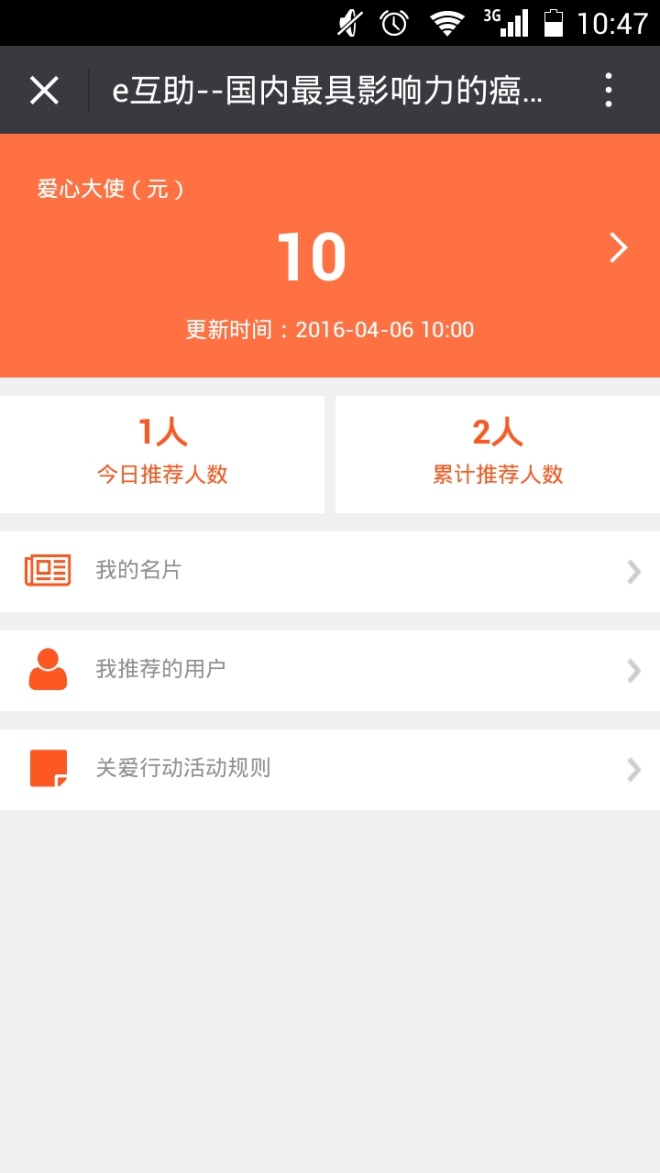 3G 10:47
e互助--国内最具影响力的癌...
爱心大使（元）
10
更新时间：2016-04-06 10:00
1人
今日推荐人数
2人
累计推荐人数
我的名片
我推荐的用户
关爱行动活动规则